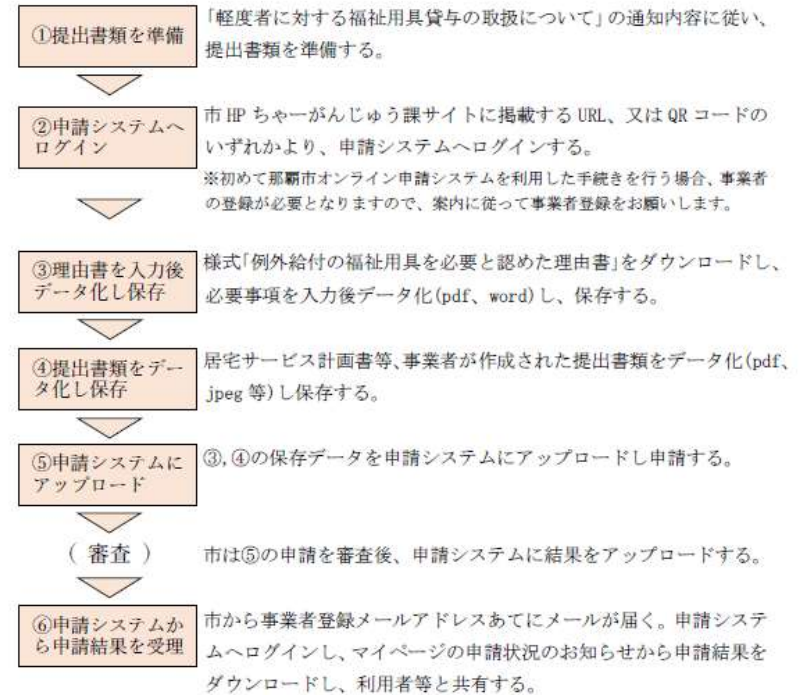 ①提出書類を準備
「軽度者に対する福祉用具貸与の取扱について」の通知内容に従い、
提出書類を準備する。
②申請システムへ
ログイン
市 HP ちゃーがんじゅう課サイトに掲載する URL、又は QR コードの
いずれかより、申請システムへログインする。
※初めて那覇市オンライン申請システムを利用した手続きを行う場合、事業者
の登録が必要となりますので、案内に従って事業者登録をお願いします。
③理由書を入力後
データ化し保存
様式「例外給付の福祉用具を必要と認めた理由書」をダウンロードし、
必要事項を入力後データ化(pdf、word)し、保存する。
④提出書類をデー
タ化し保存
居宅サービス計画書等、事業者が作成された提出書類をデータ化(pdf、
jpeg 等)し保存する。
⑤申請システムに
アップロード
③,④の保存データを申請システムにアップロードし申請する。
( 審査 )
市は⑤の申請を審査後、申請システムに結果をアップロードする。
⑥申請システムか
ら申請結果を受理
市から事業者登録メールアドレスあてにメールが届く。申請システ
ムへログインし、マイページの申請状況のお知らせから申請結果を
ダウンロードし、利用者等と共有する。